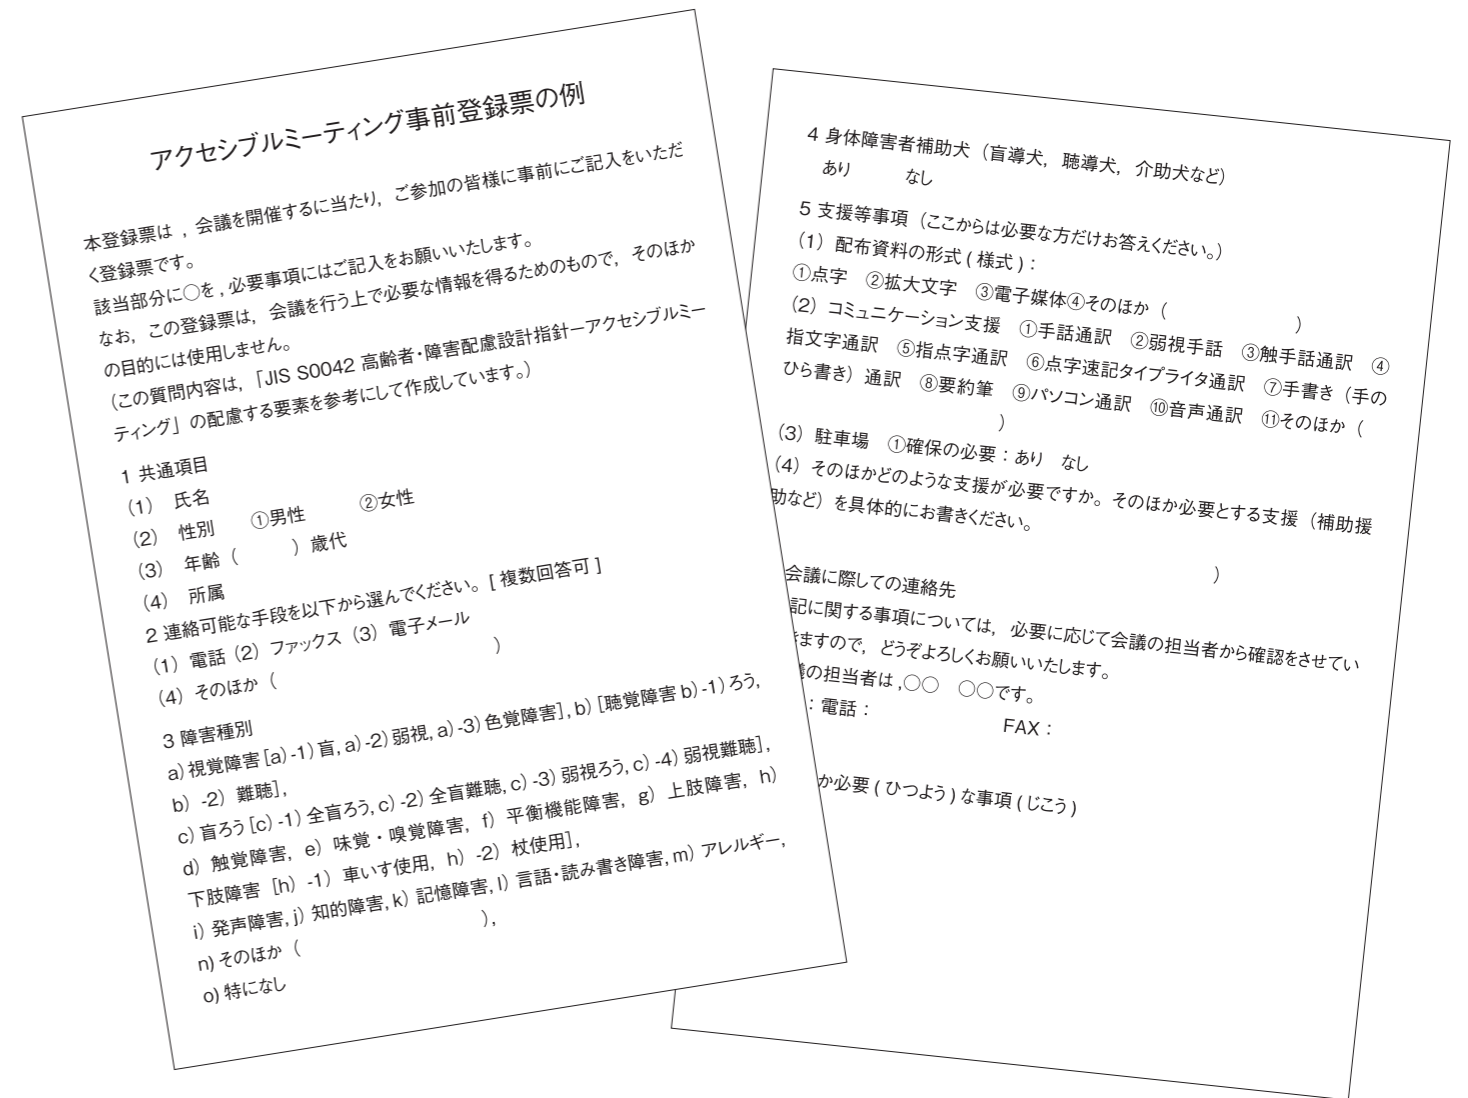 アクセシブルミーティング事前登録票の例
本登録票は , 会議を開催するに当たり, ご参加の皆様に事前にご記入をいただ
く登録票です。
該当部分に○を , 必要事項にはご記入をお願いいたします。
なお, この登録票は, 会議を行う上で必要な情報を得るためのもので, そのほか
の目的には使用しません。
(この質問内容は,「JIS S0042 高齢者・障害配慮設計指針ーアクセシブルミー
ティング」の配慮する要素を参考にして作成しています。)
1 共通項目
(1) 氏名
(2) 性別 ①男性 ②女性
(3) 年齢 ( ) 歳代
(4) 所属
2 連絡可能な手段を以下から選んでください。[ 複数回答可 ]
(1) 電話 (2) ファックス (3) 電子メール
(4) そのほか ( )
3 障害種別
a) 視覚障害 [a) -1) 盲, a) -2) 弱視, a) -3) 色覚障害], b) [聴覚障害 b) -1) ろう,
b) -2) 難聴],
c) 盲ろう [c) -1) 全盲ろう, c) -2) 全盲難聴, c) -3) 弱視ろう, c) -4) 弱視難聴],
d) 触覚障害, e) 味覚・嗅覚障害, f) 平衡機能障害, g) 上肢障害, h)
下肢障害 [h) -1) 車いす使用, h) -2) 杖使用],
i) 発声障害, j) 知的障害, k) 記憶障害, l) 言語・読み書き障害, m) アレルギー,
n) そのほか ( ),
o) 特になし
4 身体障害者補助犬 (盲導犬, 聴導犬, 介助犬など)
あり なし
5 支援等事項 (ここからは必要な方だけお答えください。)
(1) 配布資料の形式 ( 様式 ) :
①点字 ②拡大文字 ③電子媒体④そのほか ( )
(2) コミュニケーション支援 ①手話通訳 ②弱視手話 ③触手話通訳 ④
指文字通訳 ⑤指点字通訳 ⑥点字速記タイプライタ通訳 ⑦手書き (手の
ひら書き) 通訳 ⑧要約筆 ⑨パソコン通訳 ⑩音声通訳 ⑪そのほか (
)
(3) 駐車場 ①確保の必要 : あり なし
(4) そのほかどのような支援が必要ですか。そのほか必要とする支援 (補助援
助など) を具体的にお書きください。
)
会議に際しての連絡先
記に関する事項については, 必要に応じて会議の担当者から確認をさせてい
きますので, どうぞよろしくお願いいたします。
の担当者は ,○○ ○○です。
: 電話 : FAX :
か必要 ( ひつよう ) な事項 ( じこう )